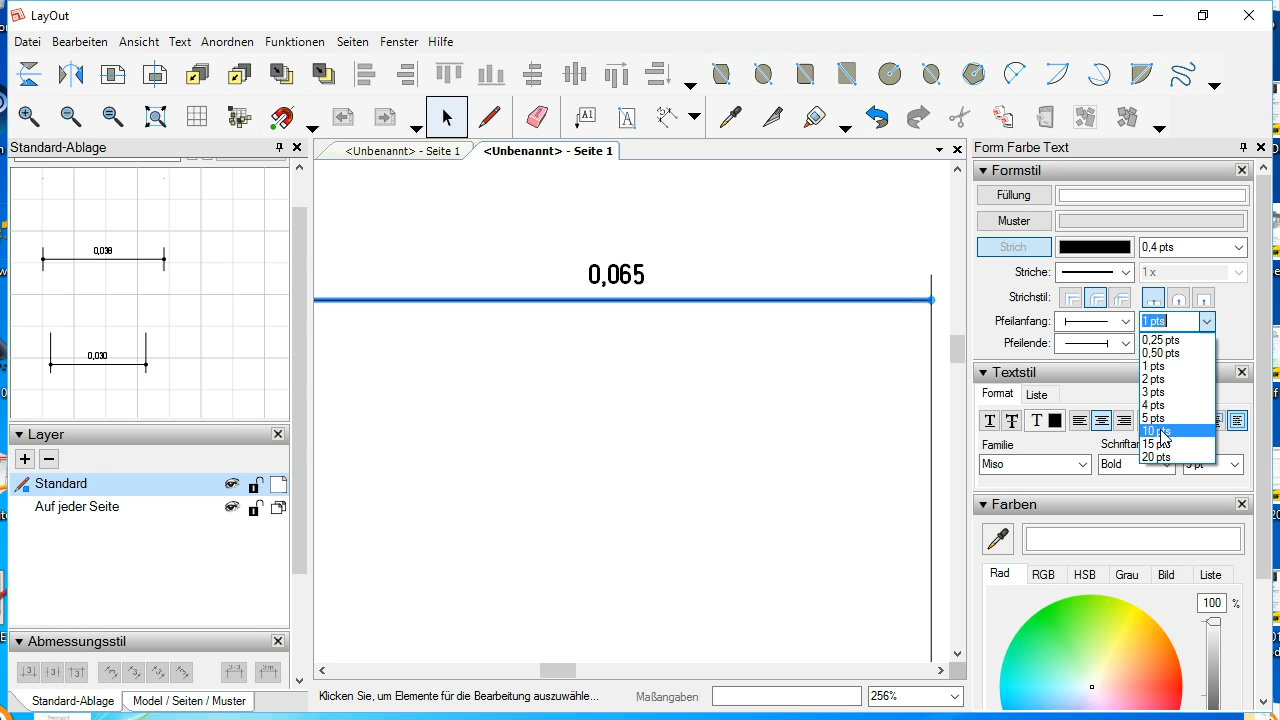 LayOut
Datei Bearbeiten Ansicht Text Anordnen Funktionen Seiten Fenster Hilfe
Standard-Ablage
<Unbenannt> - Seite 1
<Unbenannt> - Seite 1
Form Farbe Text
Formstil
Füllung
Muster
Strich 0,4 pts
Striche: 1 x
Strichstil:
Pfeilanfang: 1 pts
Pfeilende:
0,25 pts
0,50 pts
1 pts
2 pts
3 pts
4 pts
5 pts
10 pts
15 pts
20 pts
0,038
0,030
0,065
Textstil
Format Liste
Familie
Miso Bold
Layer
Standard
Auf jeder Seite
Farben
Rad RGB HSB Grau Bild Liste
100 %
Abmessungsstil
Standard-Ablage Model / Seiten / Muster
Klicken Sie, um Elemente für die Bearbeitung auszuwähle... Maßangaben 256%